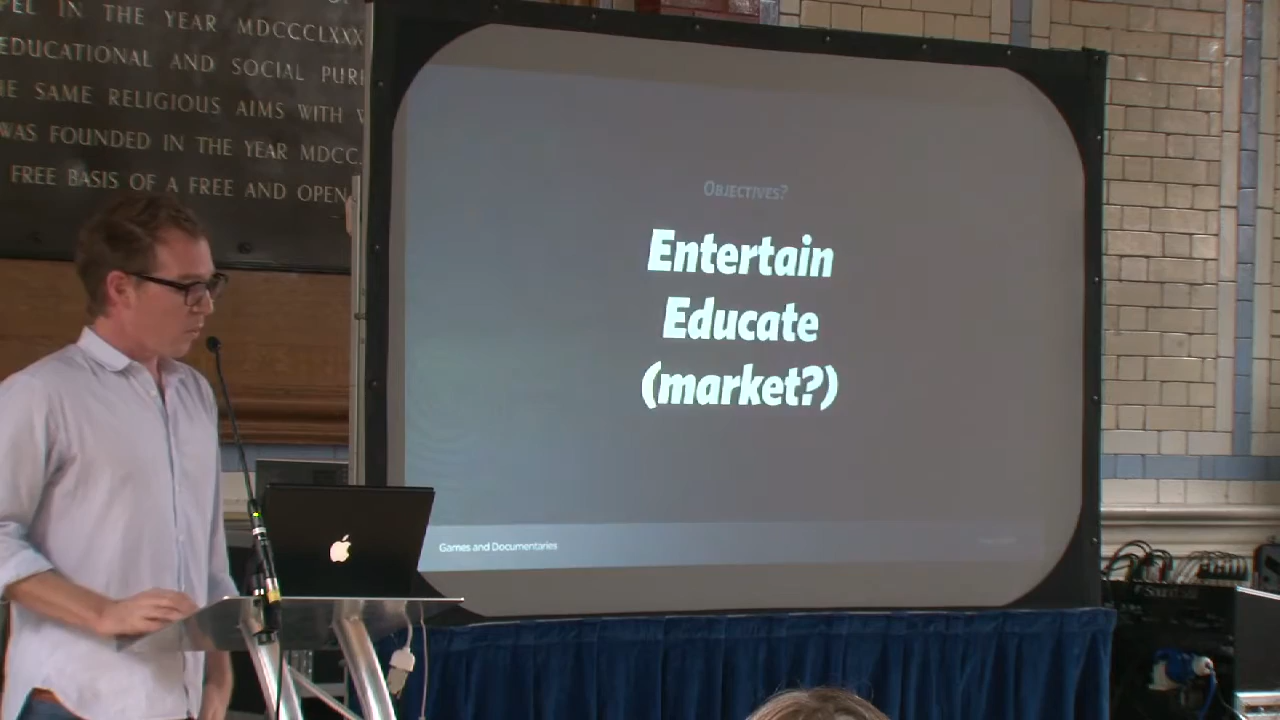 PEL IN THE YEAR MDCCCLXXX
EDUCATIONAL AND SOCIAL PUR
THE SAME RELIGIOUS AIMS WITH
WAS FOUNDED IN THE YEAR MDCC
FREE BASIS OF A FREE AND OPEN
OBJECTIVES?
Entertain
Educate
(market?)
Games and Documentaries